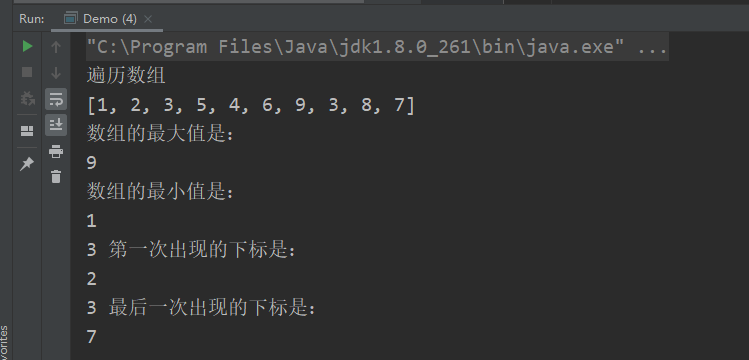 Run: Demo (4) ×
"C:\Program Files\Java\jdk1.8.0_261\bin\java.exe" ...
遍历数组
[1, 2, 3, 5, 4, 6, 9, 3, 8, 7]
数组的最大值是:
9
数组的最小值是:
1
3 第一次出现的下标是:
2
3 最后一次出现的下标是:
7
vorites